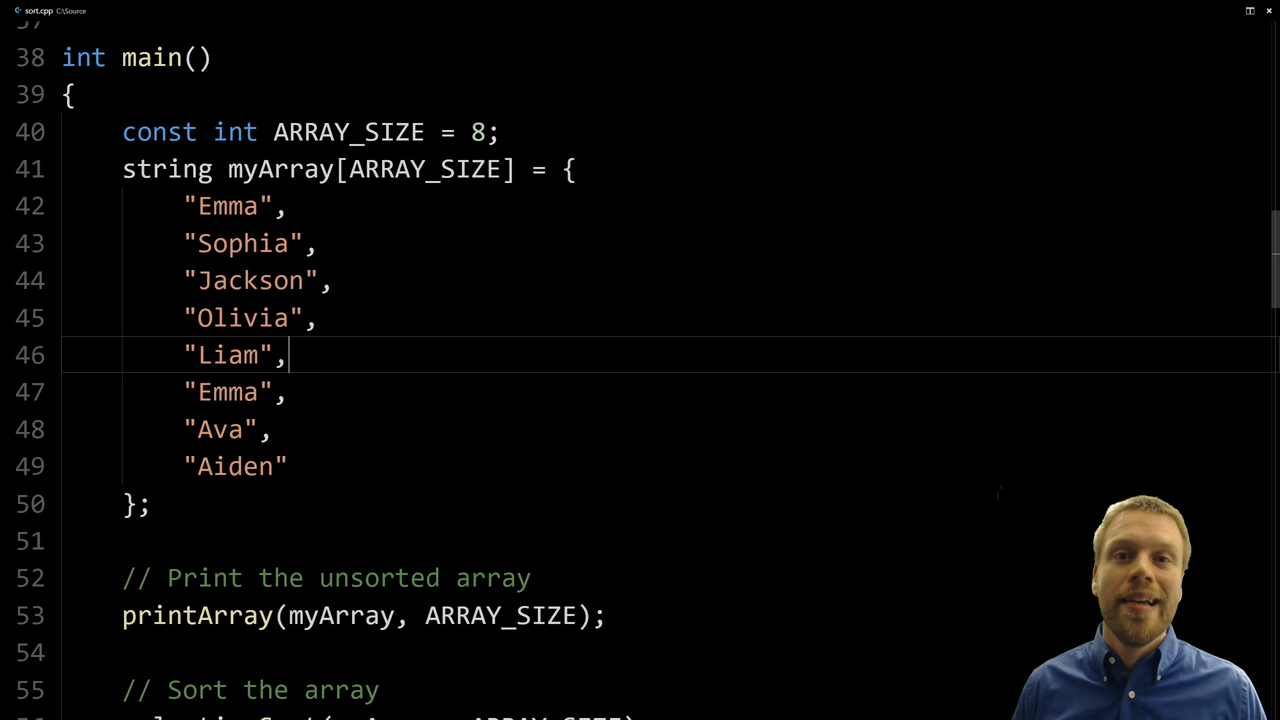 sort.cpp C:\Source
38 int main()
39 {
40 const int ARRAY_SIZE = 8;
41 string myArray[ARRAY_SIZE] = {
42 "Emma",
43 "Sophia",
44 "Jackson",
45 "Olivia",
46 "Liam",
47 "Emma",
48 "Ava",
49 "Aiden"
50 };
51
52 // Print the unsorted array
53 printArray(myArray, ARRAY_SIZE);
54
55 // Sort the array